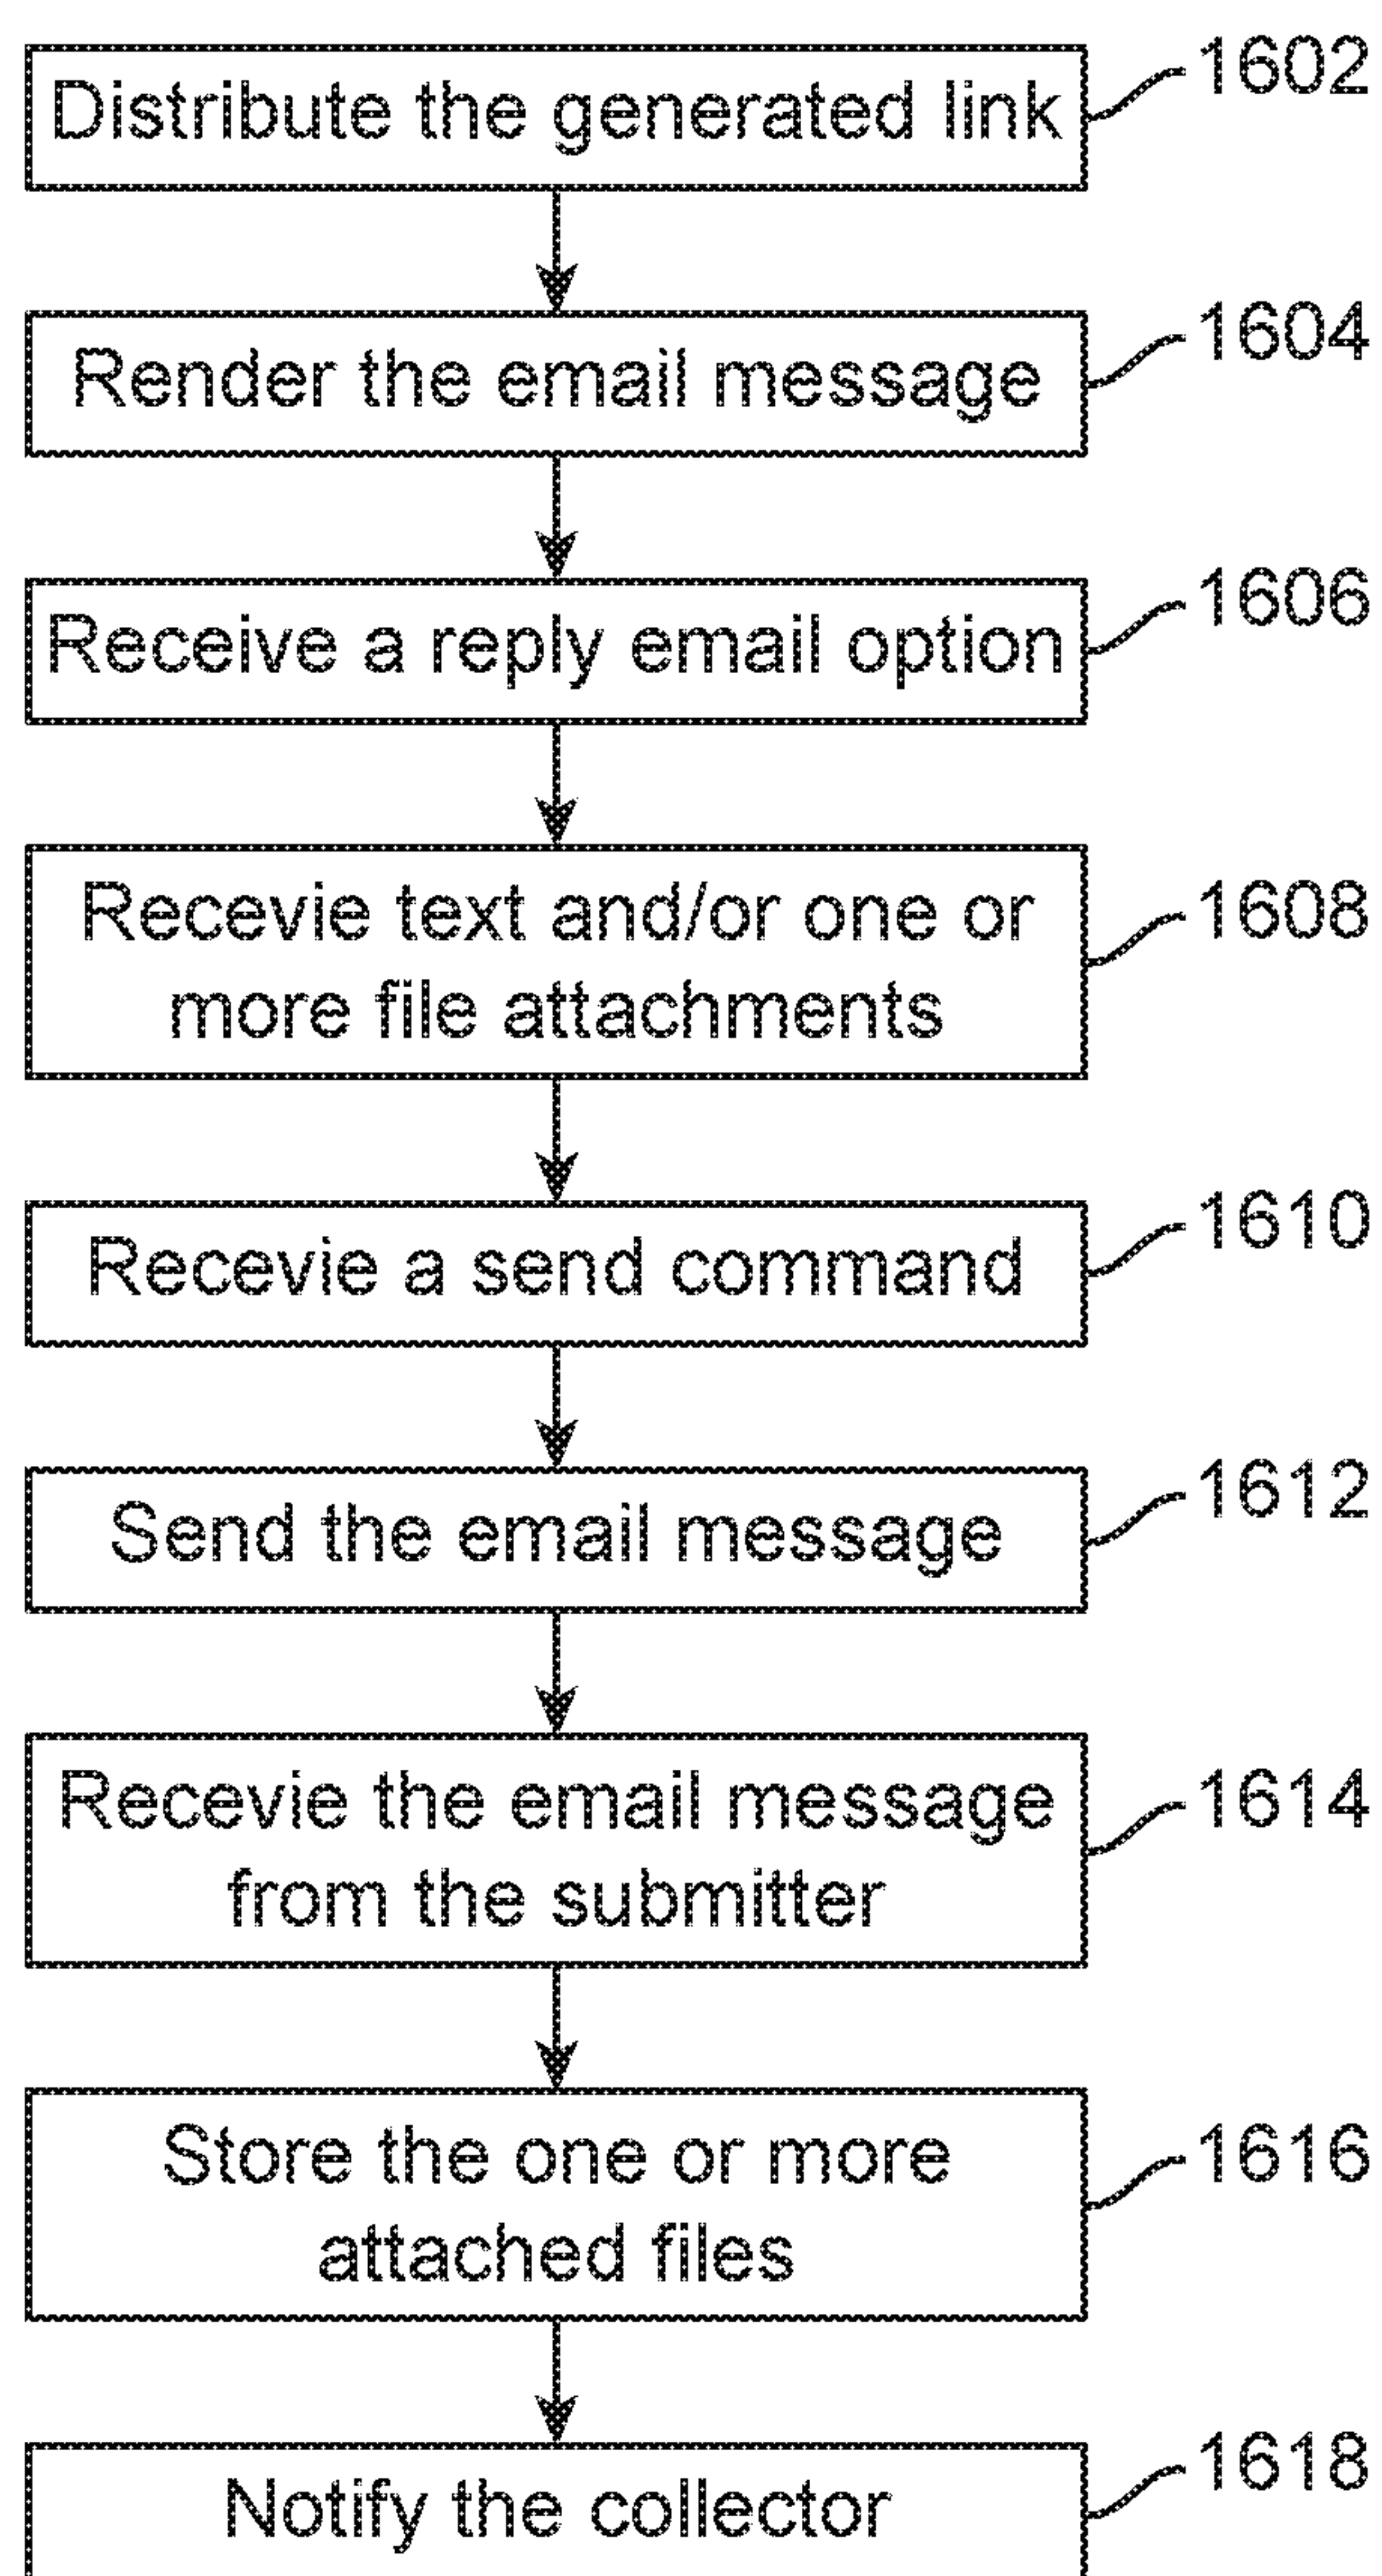 Distribute the generated link
1602
Render the email message
1604
Receive a reply email option
1606
Recevie text and/or one or
more file attachments
1608
Recevie a send command
1610
Send the email message
1612
Recevie the email message
from the submitter
1614
Store the one or more
attached files
1616
Notify the collector
1618